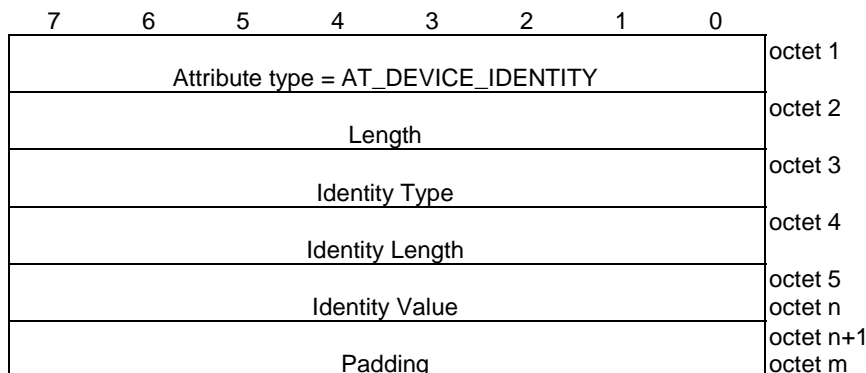 7 6 5 4 3 2 1 0
octet 1
Attribute type = AT_DEVICE_IDENTITY
octet 2
Length
octet 3
Identity Type
octet 4
Identity Length
octet 5
Identity Value octet n
octet n+1
Padding octet m